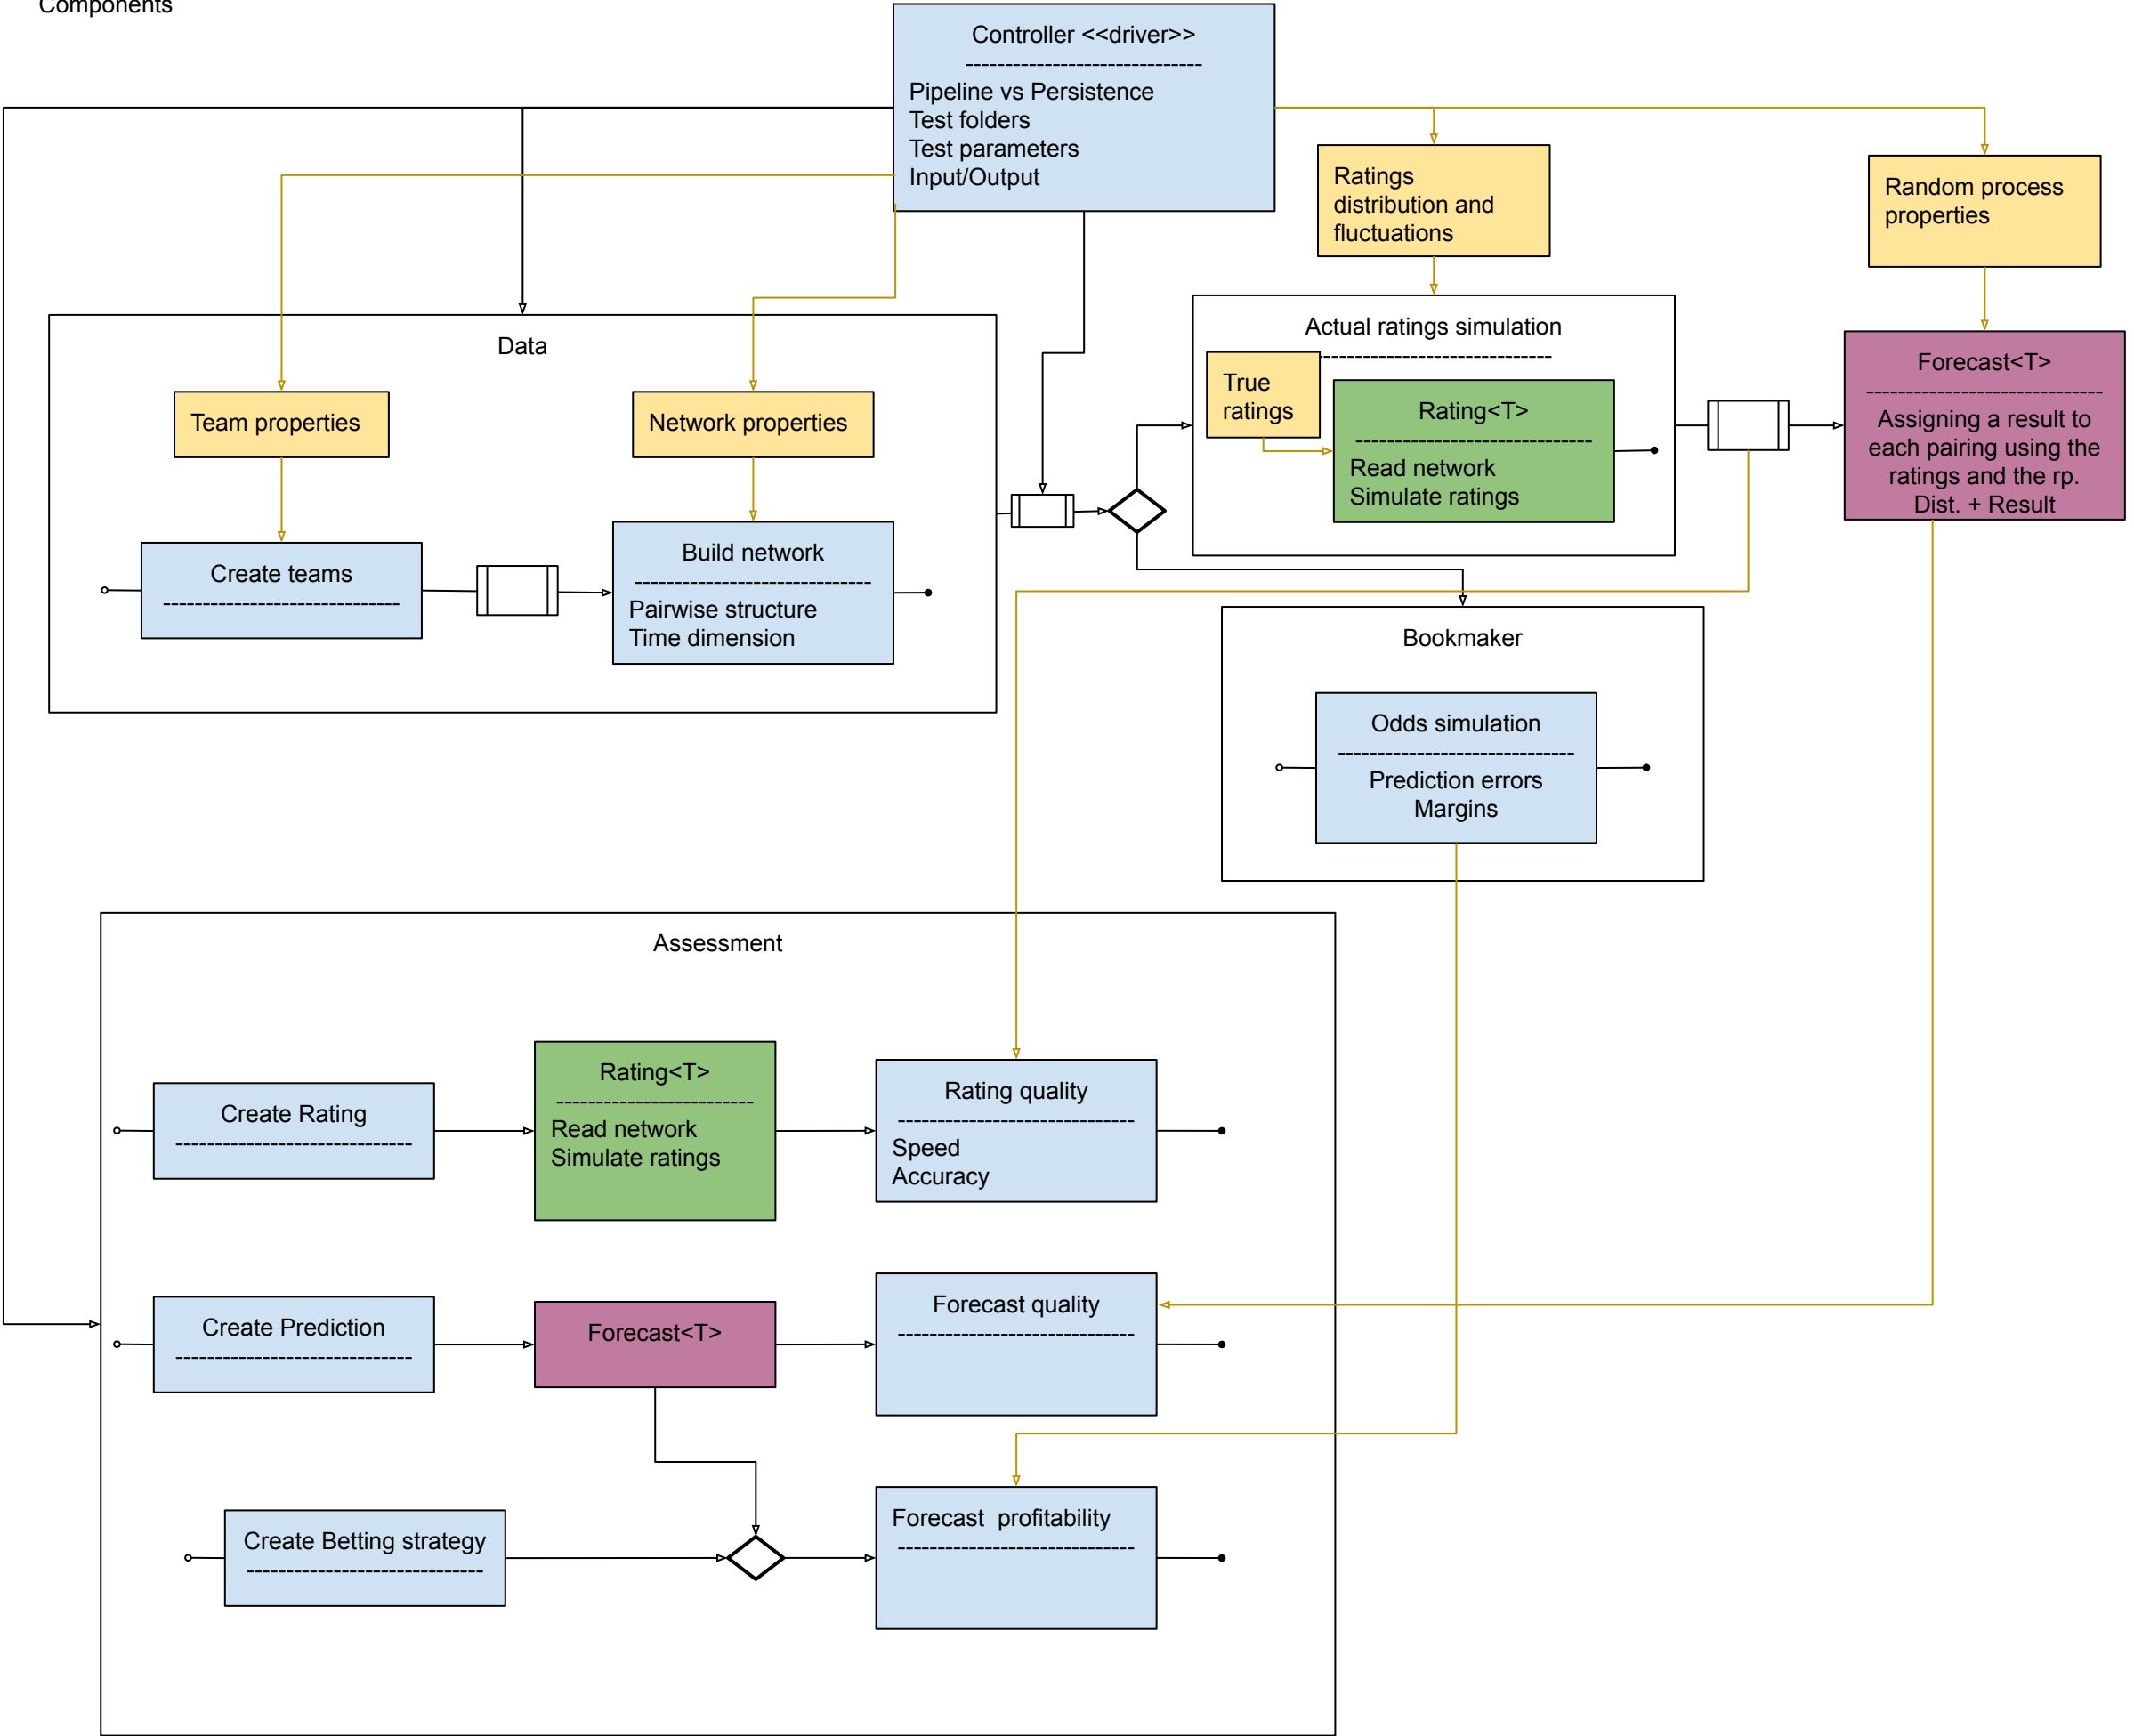 Components
Controller <<driver>>
------------------------------
Pipeline vs Persistence
Test folders
Test parameters
Input/Output
Ratings
distribution and
fluctuations
Random process
properties
Data
Team properties
Network properties
Create teams
------------------------------
Build network
------------------------------
Pairwise structure
Time dimension
Actual ratings simulation
------------------------------
True
ratings
Rating<T>
------------------------------
Read network
Simulate ratings
Forecast<T>
------------------------------
Assigning a result to
each pairing using the
ratings and the rp.
Dist. + Result
Bookmaker
Odds simulation
------------------------------
Prediction errors
Margins
Assessment
Create Rating
------------------------------
Rating<T>
-------------------------
Read network
Simulate ratings
Rating quality
------------------------------
Speed
Accuracy
Create Prediction
------------------------------
Forecast<T>
Forecast quality
------------------------------
Create Betting strategy
------------------------------
Forecast  profitability
------------------------------